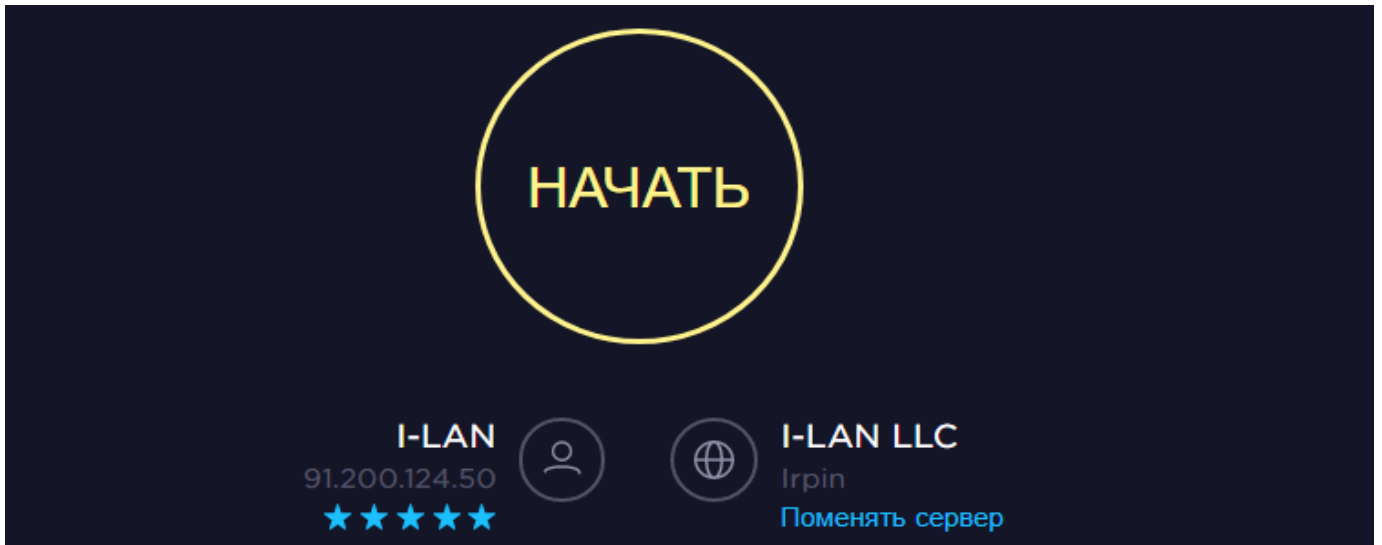 НАЧАТЬ
I-LAN
91.200.124.50
I-LAN LLC
Irpin
Поменять сервер